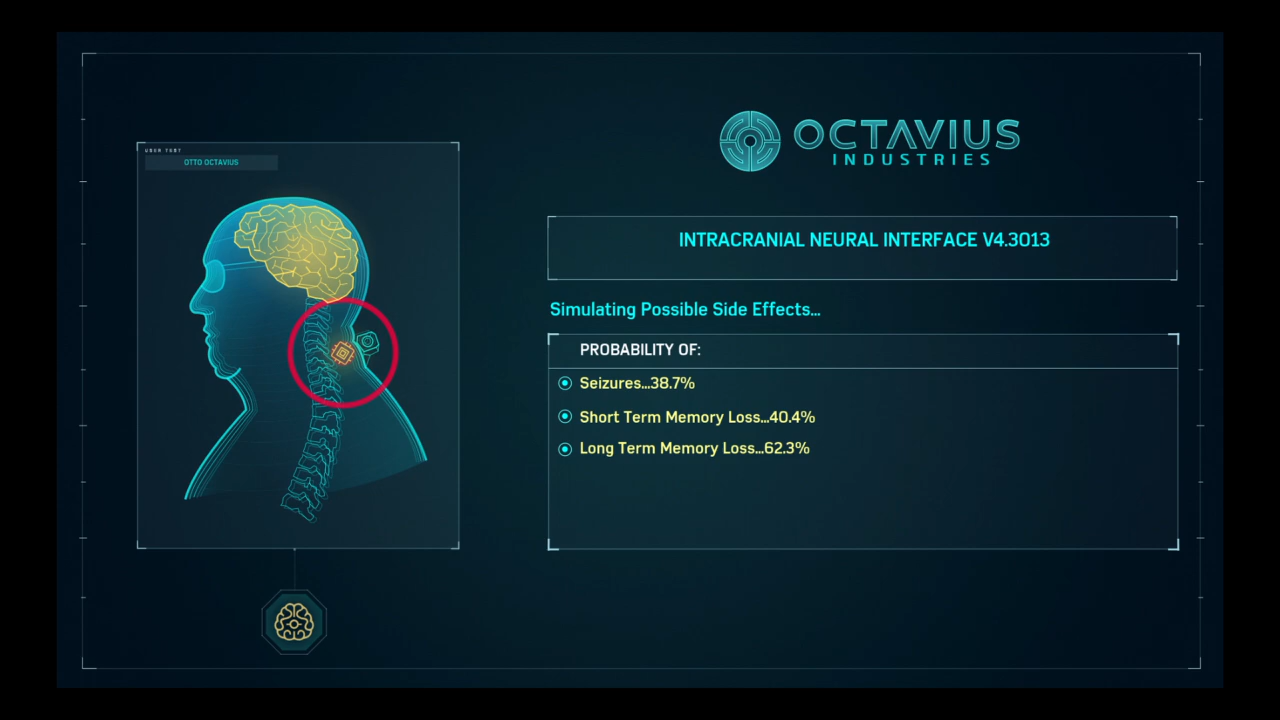 USER TEST
OTTO OCTAVIUS
OCTAVIUS
INDUSTRIES
INTRACRANIAL NEURAL INTERFACE V4.3013
Simulating Possible Side Effects...
PROBABILITY OF:
Seizures...38.7%
Short Term Memory Loss...40.4%
Long Term Memory Loss...62.3%